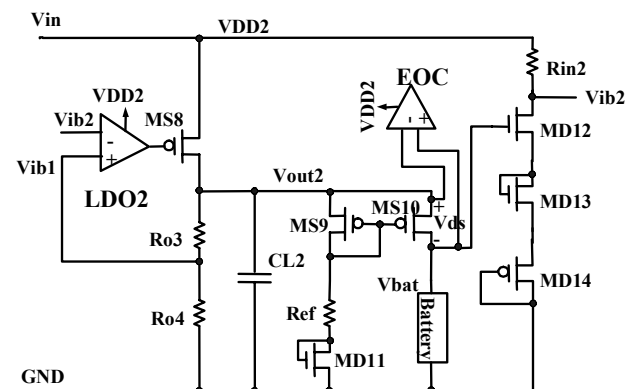 Vin
VDD2
EOC
Rin2
VDD2
VDD2
MS8
Vib2
Vib2
-
+
-
+
MD12
Vib1
LDO2
Vout2
MS9
MS10
+
Vds
-
MD13
Ro3
CL2
Vbat
MD14
Ref
Battery
Ro4
MD11
GND